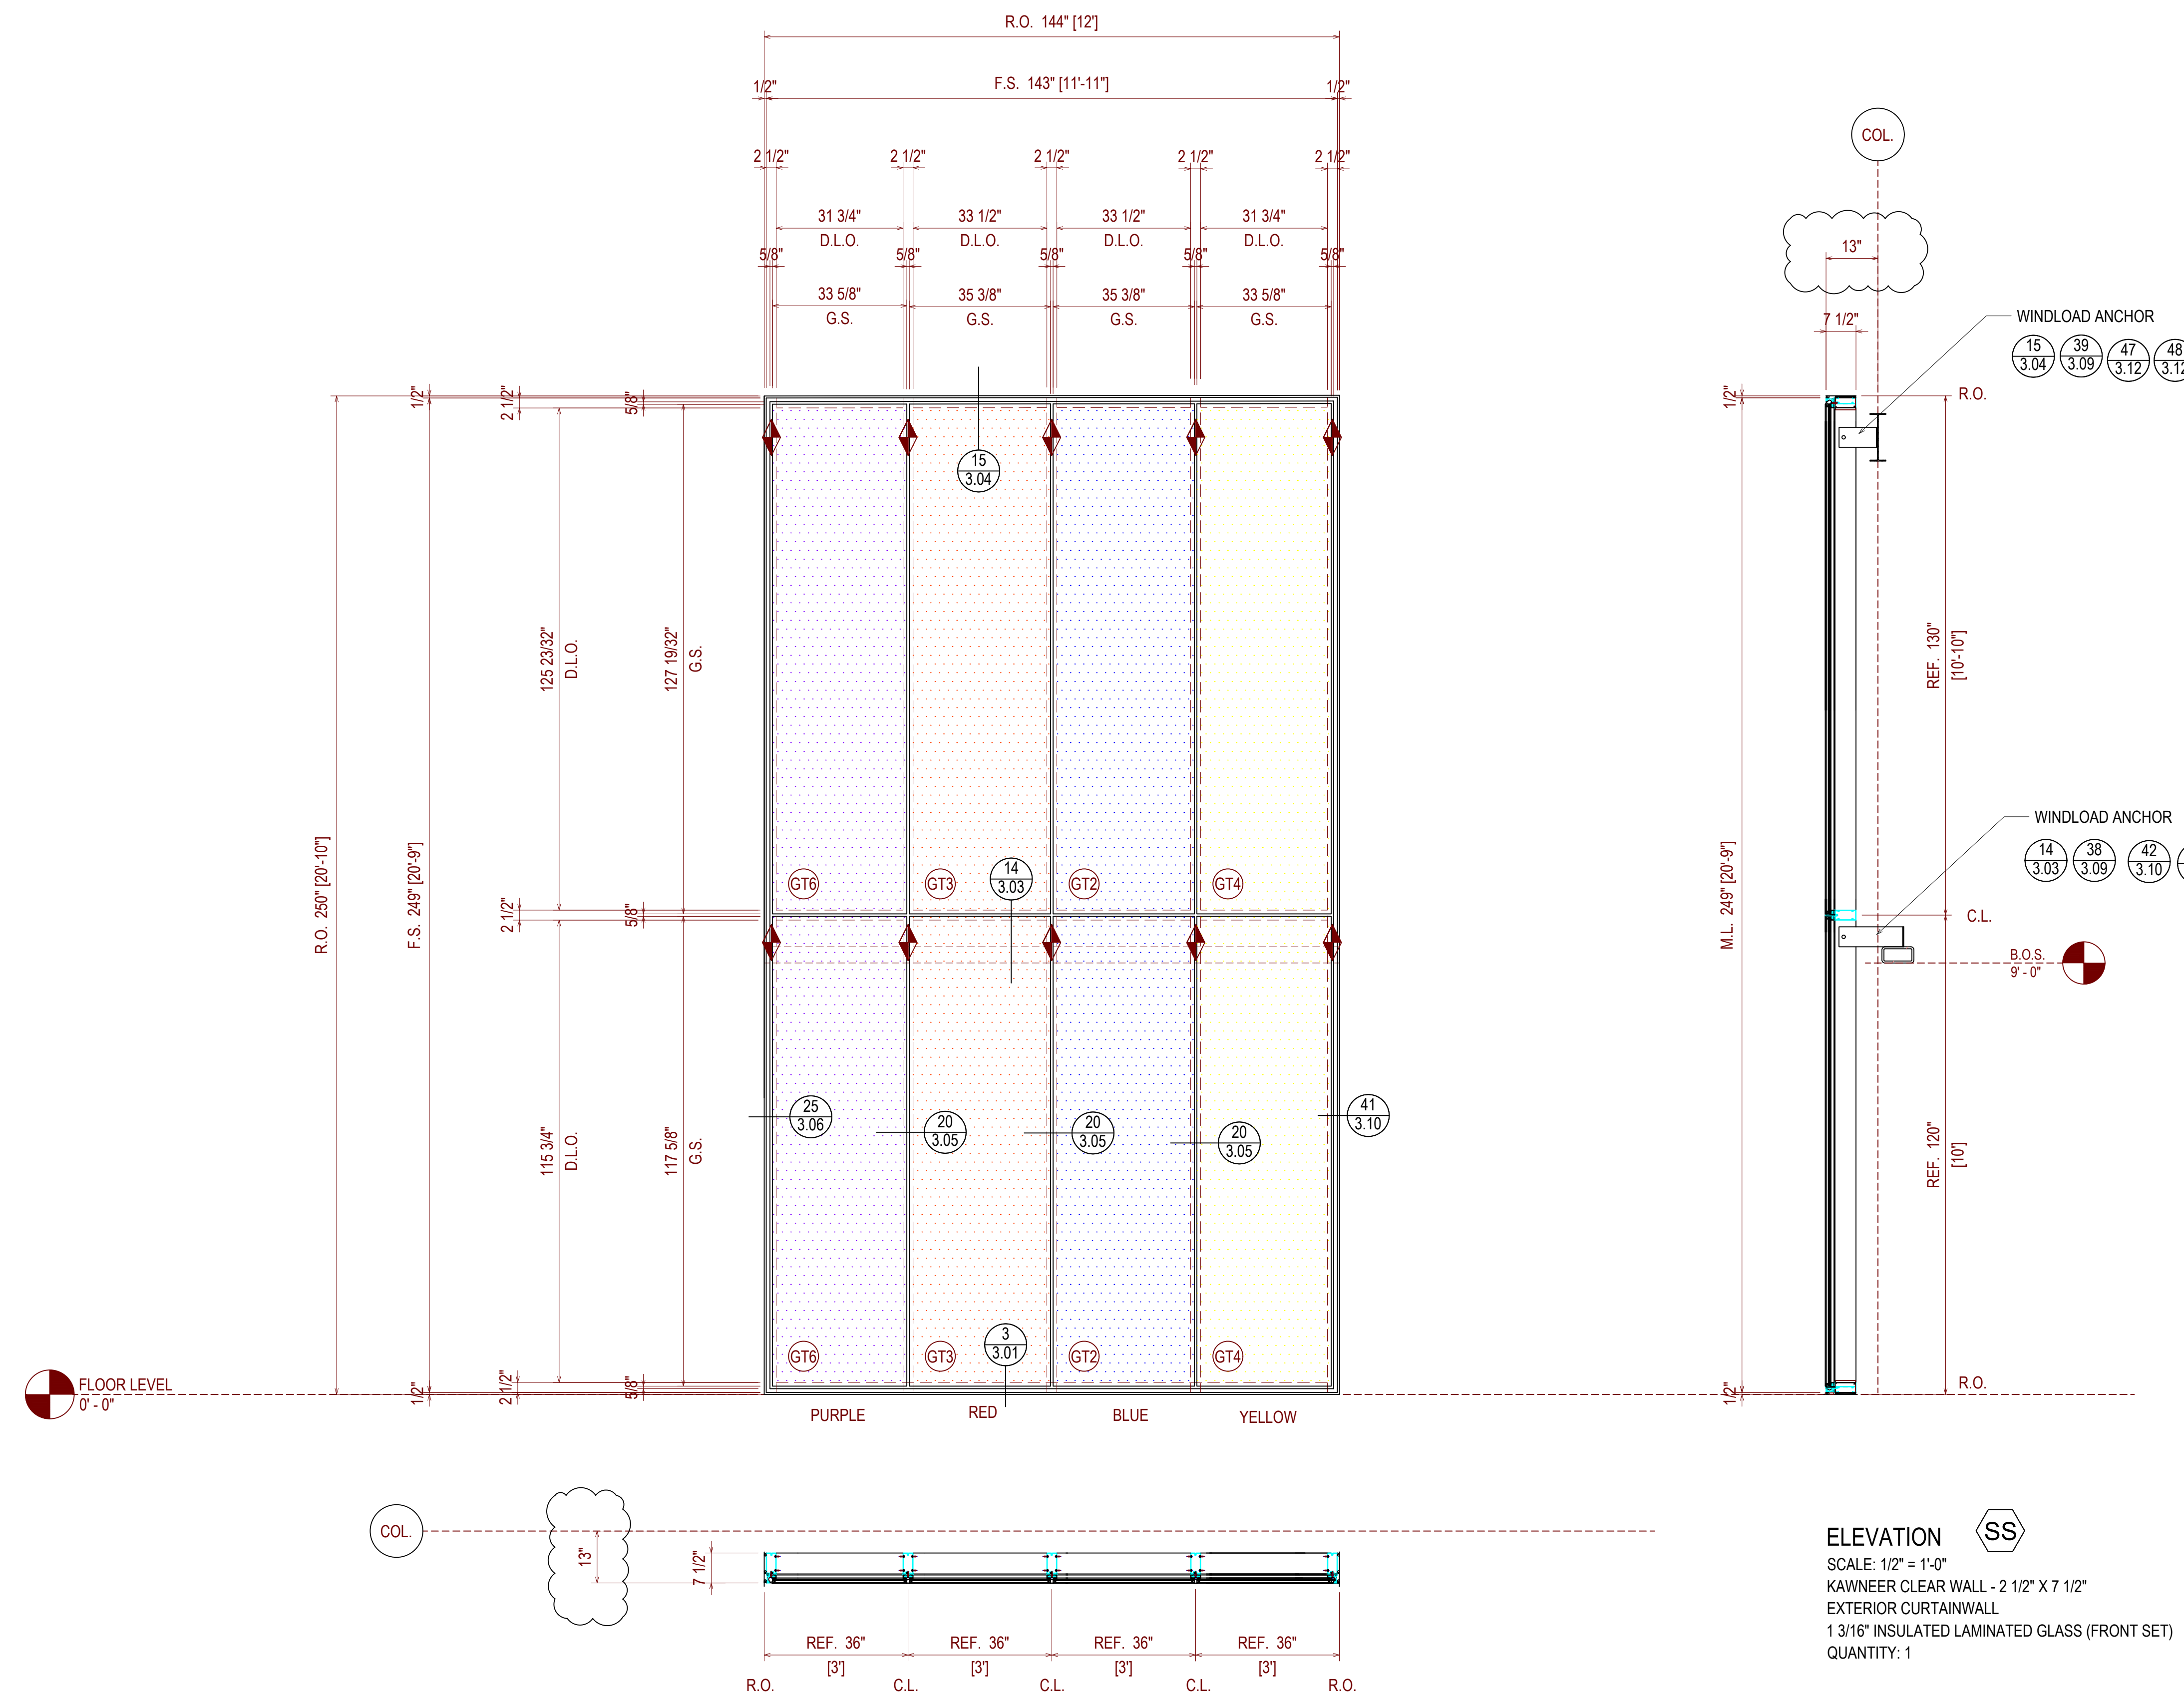 R.O. 144" [12']
1/2"
F.S. 143" [11'-11"]
1/2"
2 1/2"
2 1/2"
2 1/2"
2 1/2"
2 1/2"
31 3/4"
D.L.O.
33 1/2"
D.L.O.
33 1/2"
D.L.O.
31 3/4"
D.L.O.
5/8"
5/8"
5/8"
5/8"
5/8"
33 5/8"
G.S.
35 3/8"
G.S.
35 3/8"
G.S.
33 5/8"
G.S.
1/2"
2 1/2"
5/8"
15
3.04
125 23/32"
D.L.O.
127 19/32"
G.S.
R.O. 250" [20'-10"]
F.S. 249" [20'-9"]
GT6
GT3
14
3.03
GT2
GT4
2 1/2"
5/8"
115 3/4"
D.L.O.
117 5/8"
G.S.
25
3.06
20
3.05
20
3.05
20
3.05
41
3.10
GT6
GT3
3
3.01
GT2
GT4
FLOOR LEVEL
0' - 0"
1/2"
2 1/2"
5/8"
PURPLE
RED
BLUE
YELLOW
COL.
13"
7 1/2"
WINDLOAD ANCHOR
15
3.04
39
3.09
47
3.12
48
1/2"
R.O.
REF. 130"
[10'-10"]
M.L. 249" [20'-9"]
WINDLOAD ANCHOR
14
3.03
38
3.09
42
3.10
C.L.
B.O.S.
9' - 0"
REF. 120"
[10']
1/2"
R.O.
COL.
13"
7 1/2"
REF. 36"
[3']
REF. 36"
[3']
REF. 36"
[3']
REF. 36"
[3']
R.O.
C.L.
C.L.
C.L.
R.O.
ELEVATION
SS
SCALE: 1/2" = 1'-0"
KAWNEER CLEAR WALL - 2 1/2" X 7 1/2"
EXTERIOR CURTAINWALL
1 3/16" INSULATED LAMINATED GLASS (FRONT SET)
QUANTITY: 1